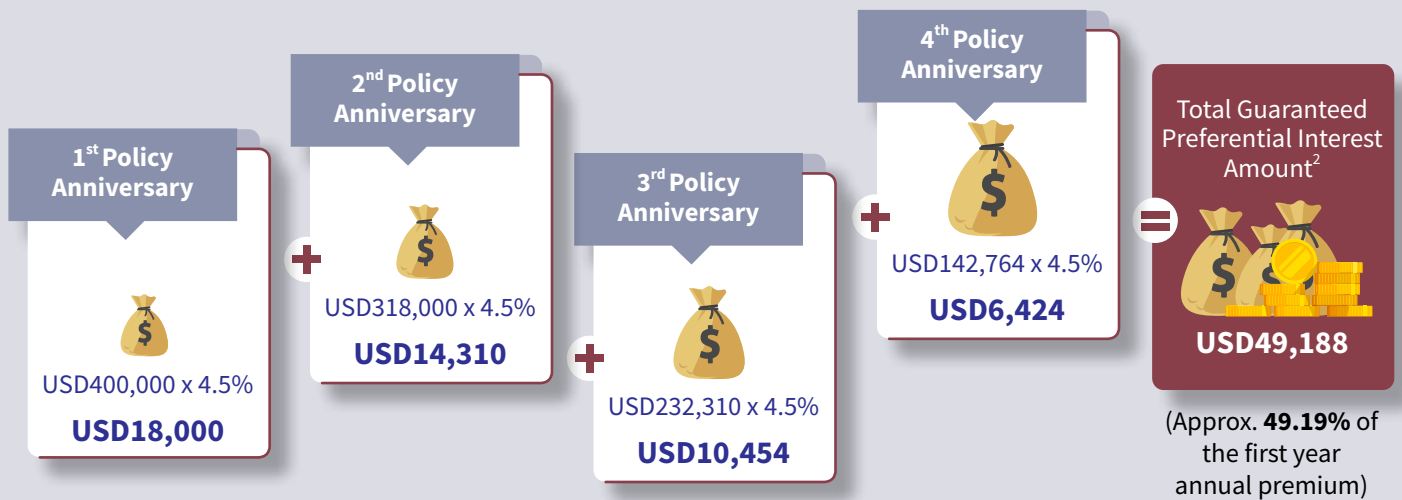 1st Policy
Anniversary
$
USD400,000 x 4.5%
USD18,000
+
2nd Policy
Anniversary
$
USD318,000 x 4.5%
USD14,310
+
3rd Policy
Anniversary
$
USD232,310 x 4.5%
USD10,454
+
4th Policy
Anniversary
$
USD142,764 x 4.5%
USD6,424
=
Total Guaranteed
Preferential Interest
Amount2
$ $ $
USD49,188
(Approx. 49.19% of
the first year
annual premium)